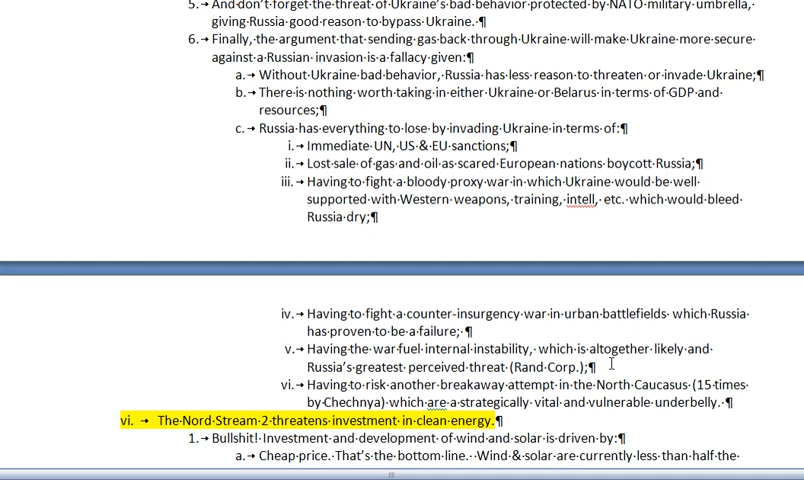 5. And don't forget the threat of Ukraine's bad behavior protected by NATO military umbrella,
giving Russia good reason to bypass Ukraine. ¶
6. Finally, the argument that sending gas back through Ukraine will make Ukraine more secure
against a Russian invasion is a fallacy given:¶
a. Without Ukraine bad behavior, Russia has less reason to threaten or invade Ukraine;¶
b. There is nothing worth taking in either Ukraine or Belarus in terms of GDP and
resources;¶
c. Russia has everything to lose by invading Ukraine in terms of:¶
i. Immediate UN, US & EU sanctions;¶
ii. Lost sale of gas and oil as scared European nations boycott Russia;¶
iii. Having to fight a bloody proxy war in which Ukraine would be well
supported with Western weapons, training, intell, etc. which would bleed
Russia dry;¶
iv. Having to fight a counter-insurgency war in urban battlefields which Russia
has proven to be a failure; ¶
v. Having the war fuel internal instability, which is altogether likely and
Russia's greatest perceived threat (Rand Corp.);¶
vi. Having to risk another breakaway attempt in the North Caucasus (15 times
by Chechnya) which are a strategically vital and vulnerable underbelly. ¶
vi. The Nord Stream 2 threatens investment in clean energy.¶
1. Bullshit! Investment and development of wind and solar is driven by:¶
a. Cheap price. That's the bottom line. Wind & solar are currently less than half the